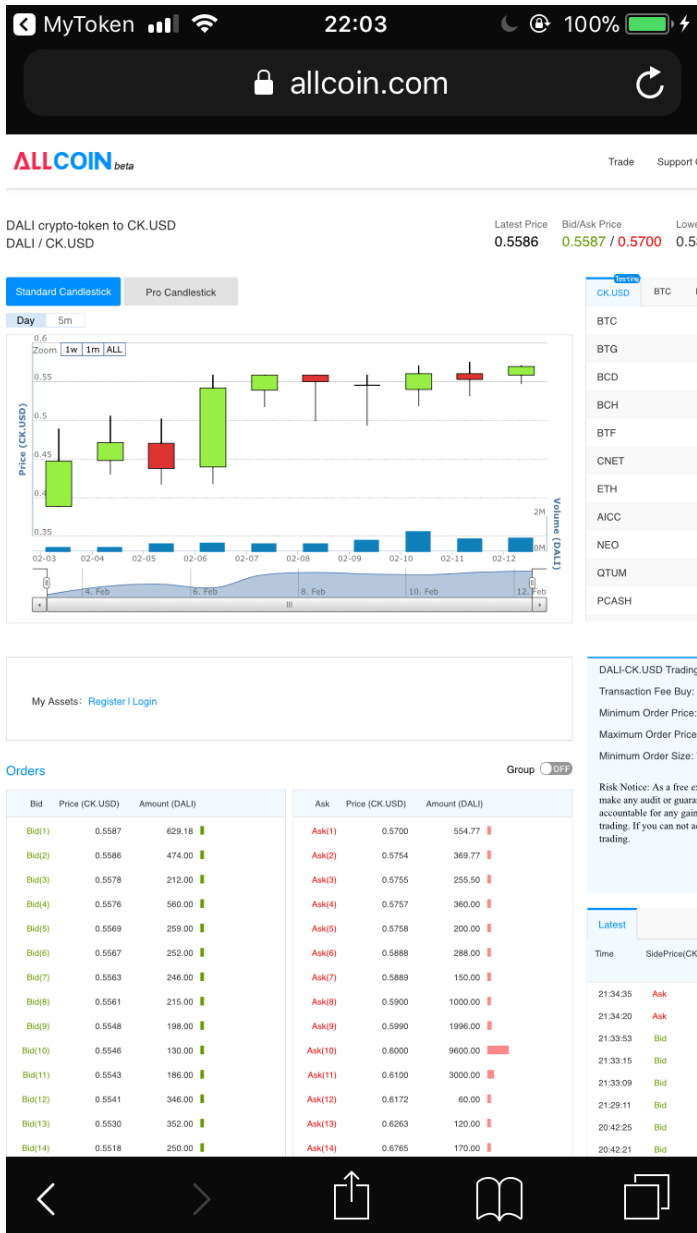 MyToken 22:03 100%
allcoin.com
ALLCOIN beta
Trade Support
DALI crypto-token to CK.USD
DALI / CK.USD
Latest Price Bid/Ask Price
0.5586 0.5587 / 0.5700
Standard Candlestick Pro Candlestick
Day 5m
Zoom 1w 1m ALL
0.6
0.55
0.5
0.45
0.4
0.35
Price (CK.USD)
2M
0M
Volume (DALI)
02-03 02-04 02-05 02-06 02-07 02-08 02-09 02-10 02-11 02-12
4. Feb 6. Feb 8. Feb 10. Feb 12. Feb
Testing
CK.USD BTC
BTC
BTG
BCD
BCH
BTF
CNET
ETH
AICC
NEO
QTUM
PCASH
My Assets: Register | Login
DALI-CK.USD Trading
Transaction Fee Buy:
Minimum Order Price:
Maximum Order Price
Minimum Order Size:
Risk Notice: As a free
make any audit or
accountable for any gain
trading. If you can not
trading.
Orders
Group OFF
Bid Price (CK.USD) Amount (DALI)
Bid(1) 0.5587 629.18
Bid(2) 0.5586 474.00
Bid(3) 0.5578 212.00
Bid(4) 0.5576 560.00
Bid(5) 0.5569 259.00
Bid(6) 0.5567 252.00
Bid(7) 0.5563 246.00
Bid(8) 0.5561 215.00
Bid(9) 0.5548 198.00
Bid(10) 0.5546 130.00
Bid(11) 0.5543 186.00
Bid(12) 0.5541 346.00
Bid(13) 0.5530 352.00
Bid(14) 0.5518 250.00
Ask Price (CK.USD) Amount (DALI)
Ask(1) 0.5700 554.77
Ask(2) 0.5754 369.77
Ask(3) 0.5755 255.50
Ask(4) 0.5757 360.00
Ask(5) 0.5758 200.00
Ask(6) 0.5888 288.00
Ask(7) 0.5889 150.00
Ask(8) 0.5900 1000.00
Ask(9) 0.5990 1996.00
Ask(10) 0.6000 9600.00
Ask(11) 0.6100 3000.00
Ask(12) 0.6172 60.00
Ask(13) 0.6263 120.00
Ask(14) 0.6765 170.00
Latest
Time SidePrice(CK
21:34:35 Ask
21:34:20 Ask
21:33:53 Bid
21:33:15 Bid
21:33:09 Bid
21:29:11 Bid
20:42:25 Bid
20:42:21 Bid